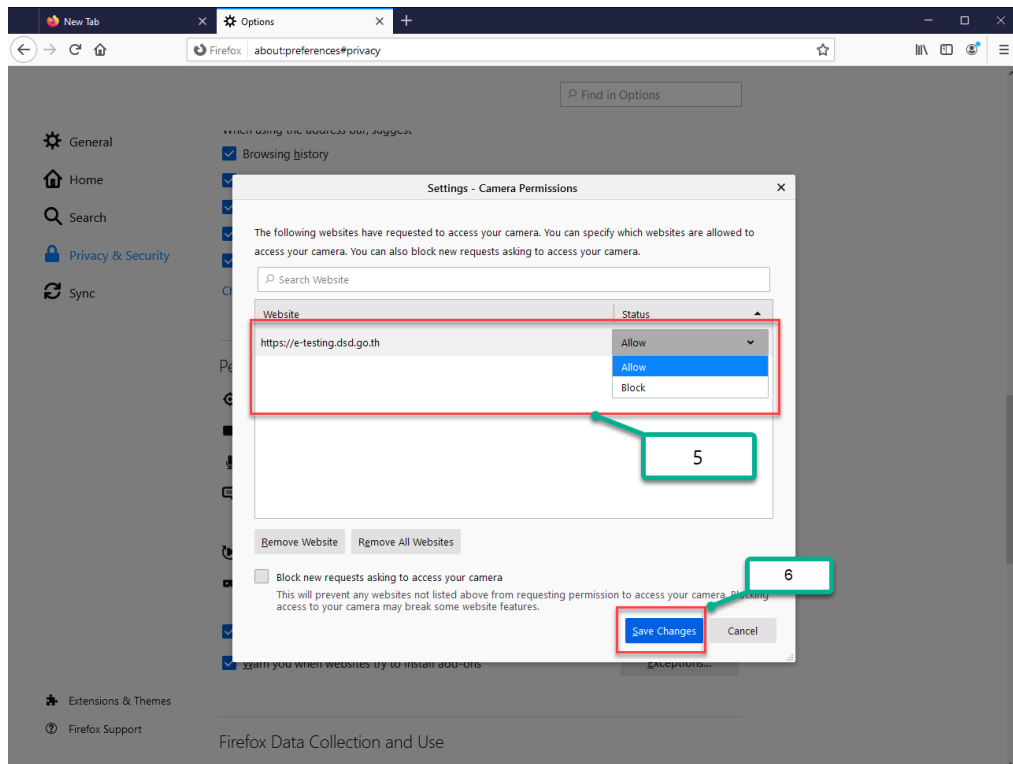 New Tab
Options
Firefox about:preferences#privacy
Find in Options
General
Home
Search
Privacy & Security
Sync
When using the address bar, suggest
Browsing history
Settings - Camera Permissions
The following websites have requested to access your camera. You can specify which websites are allowed to
access your camera. You can also block new requests asking to access your camera.
Search Website
Website Status
https://e-testing.dsd.go.th Allow
Allow
Block
5
Remove Website Remove All Websites
Block new requests asking to access your camera
This will prevent any websites not listed above from requesting permission to access your camera. Blocking
access to your camera may break some website features.
6
Save Changes Cancel
Warn you when websites try to install add-ons Exceptions...
Extensions & Themes
Firefox Support
Firefox Data Collection and Use